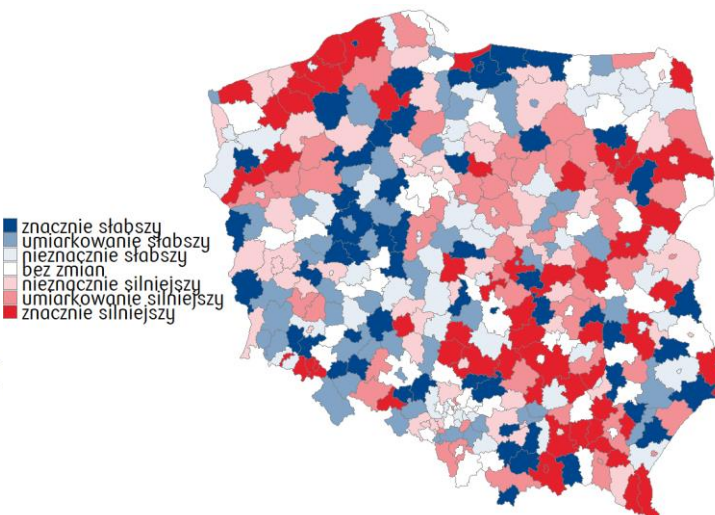 znacznie słabszy
umiarkowanie słabszy
nieznacznie słabszy
bez zmian
nieznacznie silniejszy
umiarkowanie silniejszy
znacznie silniejszy